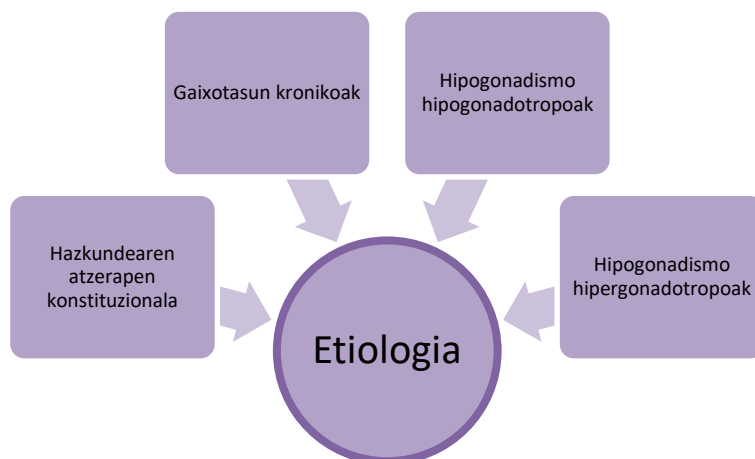 Gaixotasun kronikoak
Hipogonadismo
hipogonadotropoak
Hazkundearen
atzerapen
konstituzionala
Hipogonadismo
hipergonadotropoak
Etiologia